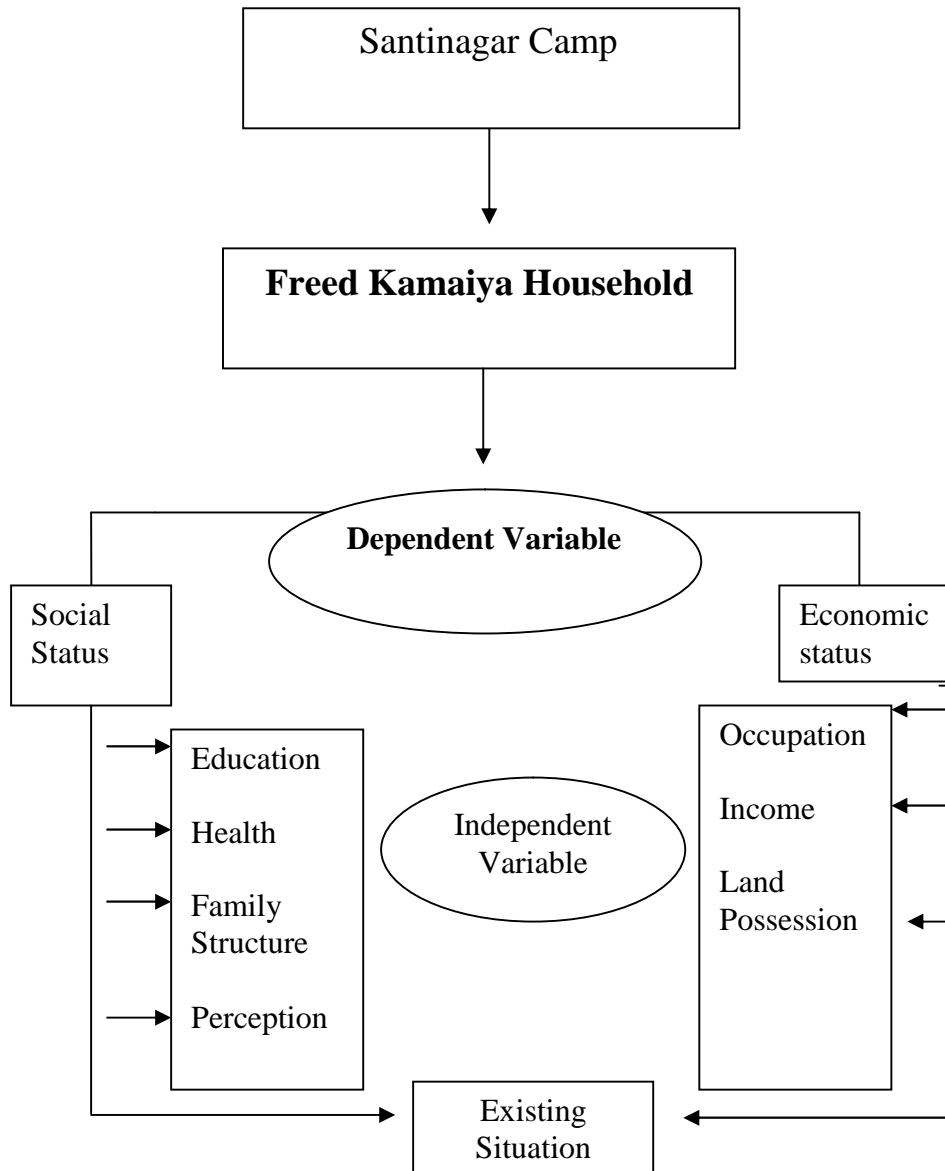 Santinagar Camp
Freed Kamaiya Household
Dependent Variable
Social
Status
Economic
status
Education
Health
Family
Structure
Perception
Independent
Variable
Occupation
Income
Land
Possession
Existing
Situation